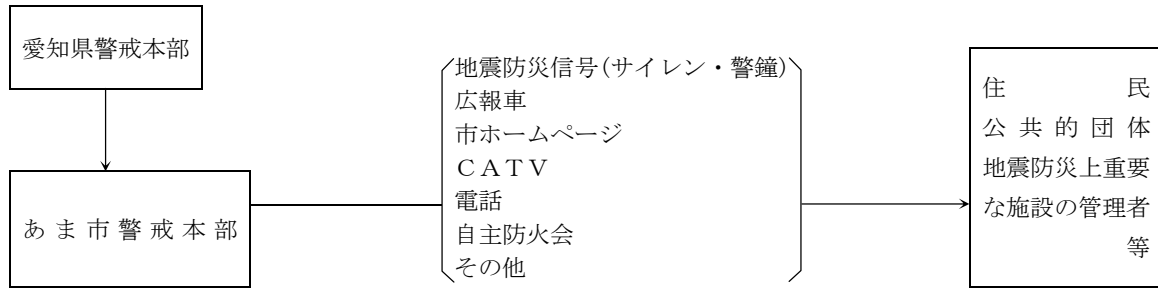 愛知県警戒本部
あま市警戒本部
地震防災信号(サイレン・警鐘)
広報車
市ホームページ
ＣＡＴＶ
電話
自主防火会
その他
住民
公共的団体
地震防災上重要
な施設の管理者
等